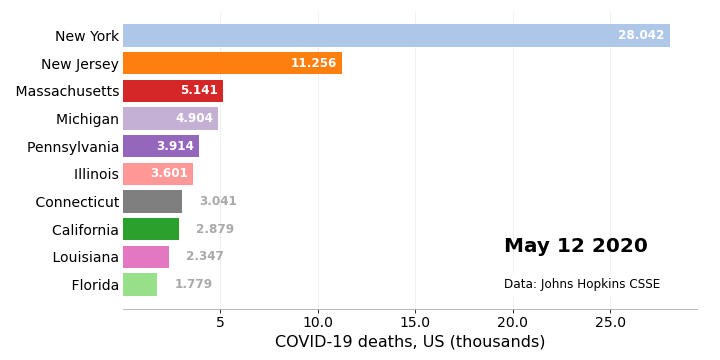 New York 28.042
New Jersey 11.256
Massachusetts 5.141
Michigan 4.904
Pennsylvania 3.914
Illinois 3.601
Connecticut 3.041
California 2.879
May 12 2020
Louisiana 2.347
Florida 1.779
Data: Johns Hopkins CSSE
5 10.0 15.0 20.0 25.0
COVID-19 deaths, US (thousands)